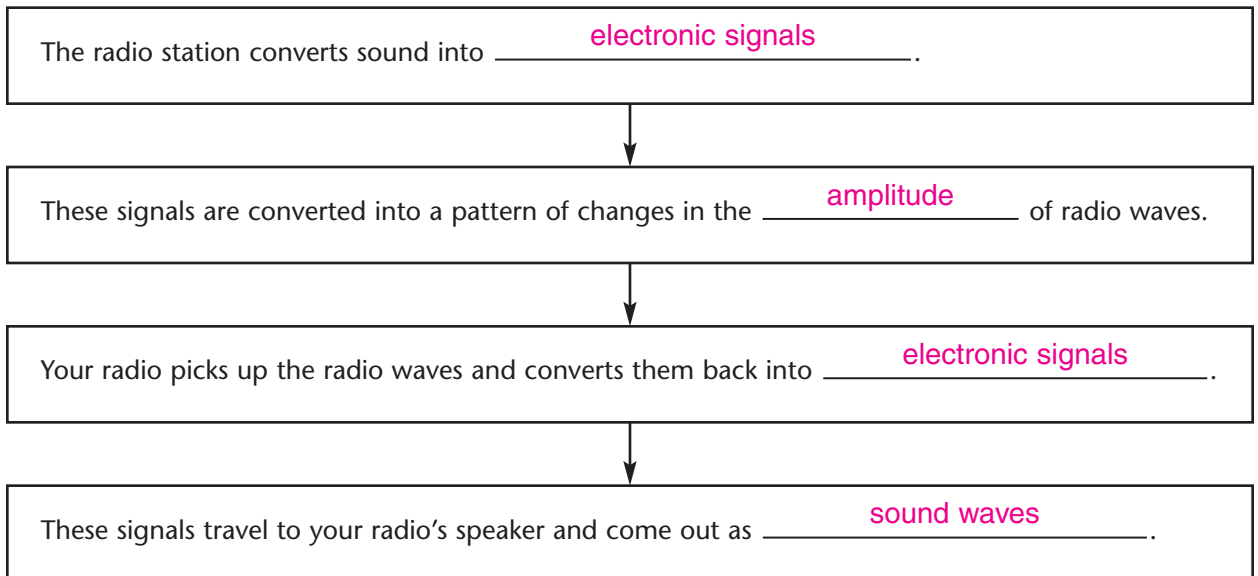 The radio station converts sound into electronic signals.
These signals are converted into a pattern of changes in the amplitude of radio waves.
Your radio picks up the radio waves and converts them back into electronic signals.
These signals travel to your radio’s speaker and come out as sound waves.